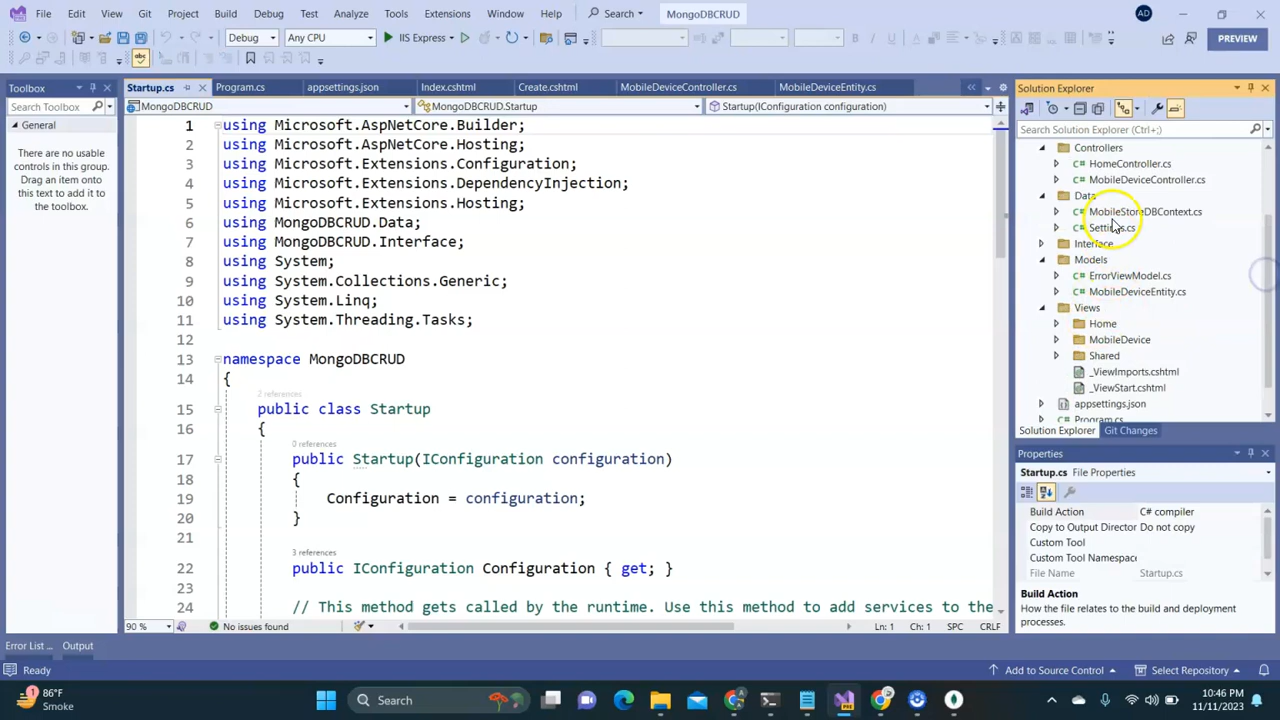 File Edit View Git Project Build Debug Test Analyze Tools Extensions Window Help Search MongoDBCRUD AD
Debug Any CPU IIS Express PREVIEW
Toolbox
Search Toolbox
General
There are no usable
controls in this group.
Drag an item onto
this text to add it to
the toolbox.
Startup.cs Program.cs appsettings.json Index.cshtml Create.cshtml MobileDeviceController.cs MobileDeviceEntity.cs
MongoDBCRUD MongoDBCRUD.Startup Startup(IConfiguration configuration)
1 using Microsoft.AspNetCore.Builder;
2 using Microsoft.AspNetCore.Hosting;
3 using Microsoft.Extensions.Configuration;
4 using Microsoft.Extensions.DependencyInjection;
5 using Microsoft.Extensions.Hosting;
6 using MongoDBCRUD.Data;
7 using MongoDBCRUD.Interface;
8 using System;
9 using System.Collections.Generic;
10 using System.Linq;
11 using System.Threading.Tasks;
12
13 namespace MongoDBCRUD
14 {
2 references
15 public class Startup
16 {
0 references
17 public Startup(IConfiguration configuration)
18 {
19 Configuration = configuration;
20 }
21
3 references
22 public IConfiguration Configuration { get; }
23
24 // This method gets called by the runtime. Use this method to add services to the
90 % No issues found Ln: 1 Ch: 1 SPC CRLF
Solution Explorer
Search Solution Explorer (Ctrl+;)
Controllers
C# HomeController.cs
C# MobileDeviceController.cs
Data
C# MobileStoreDBContext.cs
C# Settings.cs
Interface
Models
C# ErrorViewModel.cs
C# MobileDeviceEntity.cs
Views
Home
MobileDevice
Shared
_ViewImports.cshtml
_ViewStart.cshtml
appsettings.json
Program.cs
Solution Explorer Git Changes
Properties
Startup.cs File Properties
Build Action C# compiler
Copy to Output Director Do not copy
Custom Tool
Custom Tool Namespace
File Name Startup.cs
Build Action
How the file relates to the build and deployment
processes.
Error List ... Output
Ready Add to Source Control Select Repository
86°F
Smoke
Search
10:46 PM
11/11/2023